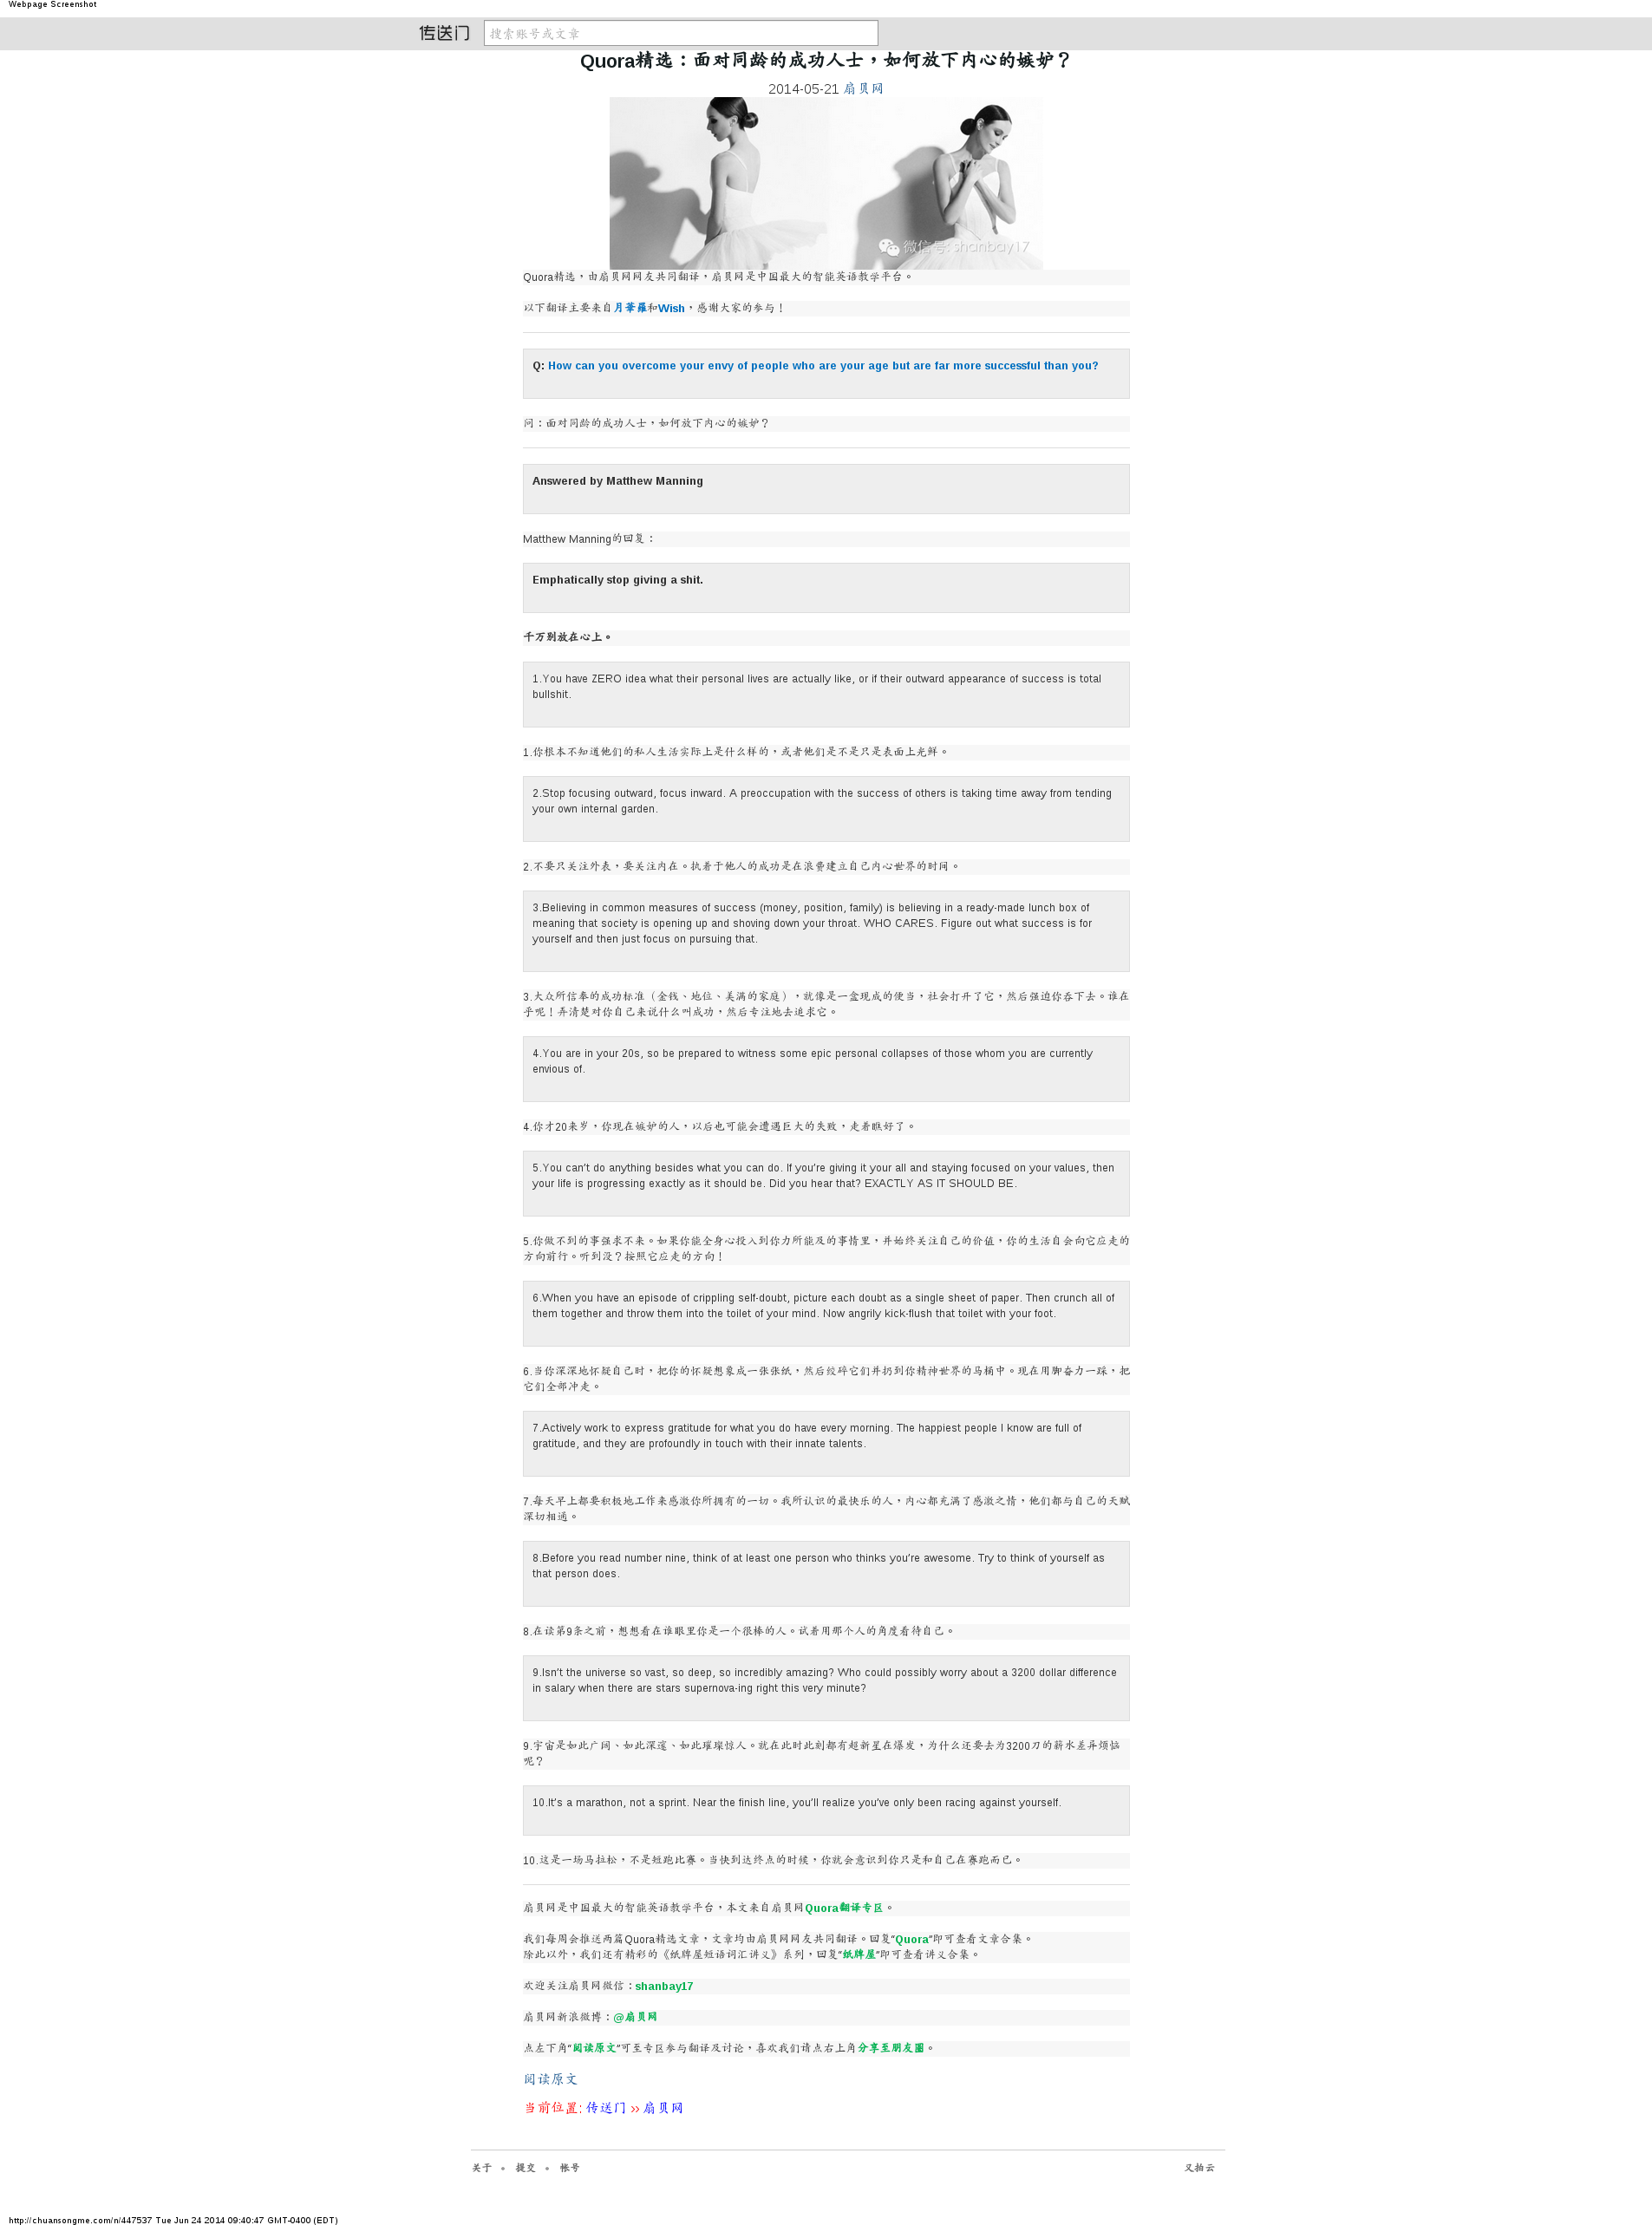 Webpage Screenshot
传送门 搜索账号或文章
Quora精选：面对同龄的成功人士，如何放下内心的嫉妒？
2014-05-21 扇贝网
微信号: shanbay17
Quora精选，由扇贝网网友共同翻译，扇贝网是中国最大的智能英语教学平台。
以下翻译主要来自月華羅和Wish，感谢大家的参与！
Q: How can you overcome your envy of people who are your age but are far more successful than you?
问：面对同龄的成功人士，如何放下内心的嫉妒？
Answered by Matthew Manning
Matthew Manning的回复：
Emphatically stop giving a shit.
千万别放在心上。
1.You have ZERO idea what their personal lives are actually like, or if their outward appearance of success is total
bullshit.
1.你根本不知道他们的私人生活实际上是什么样的，或者他们是不是只是表面上光鲜。
2.Stop focusing outward, focus inward. A preoccupation with the success of others is taking time away from tending
your own internal garden.
2.不要只关注外表，要关注内在。执着于他人的成功是在浪费建立自己内心世界的时间。
3.Believing in common measures of success (money, position, family) is believing in a ready-made lunch box of
meaning that society is opening up and shoving down your throat. WHO CARES. Figure out what success is for
yourself and then just focus on pursuing that.
3.大众所信奉的成功标准（金钱、地位、美满的家庭），就像是一盒现成的便当，社会打开了它，然后强迫你吞下去。谁在
乎呢！弄清楚对你自己来说什么叫成功，然后专注地去追求它。
4.You are in your 20s, so be prepared to witness some epic personal collapses of those whom you are currently
envious of.
4.你才20来岁，你现在嫉妒的人，以后也可能会遭遇巨大的失败，走着瞧好了。
5.You can't do anything besides what you can do. If you're giving it your all and staying focused on your values, then
your life is progressing exactly as it should be. Did you hear that? EXACTLY AS IT SHOULD BE.
5.你做不到的事强求不来。如果你能全身心投入到你力所能及的事情里，并始终关注自己的价值，你的生活自会向它应走的
方向前行。听到没？按照它应走的方向！
6.When you have an episode of crippling self-doubt, picture each doubt as a single sheet of paper. Then crunch all of
them together and throw them into the toilet of your mind. Now angrily kick-flush that toilet with your foot.
6.当你深深地怀疑自己时，把你的怀疑想象成一张张纸，然后绞碎它们并扔到你精神世界的马桶中。现在用脚奋力一踩，把
它们全部冲走。
7.Actively work to express gratitude for what you do have every morning. The happiest people I know are full of
gratitude, and they are profoundly in touch with their innate talents.
7.每天早上都要积极地工作来感激你所拥有的一切。我所认识的最快乐的人，内心都充满了感激之情，他们都与自己的天赋
深切相通。
8.Before you read number nine, think of at least one person who thinks you're awesome. Try to think of yourself as
that person does.
8.在读第9条之前，想想看在谁眼里你是一个很棒的人。试着用那个人的角度看待自己。
9.Isn't the universe so vast, so deep, so incredibly amazing? Who could possibly worry about a 3200 dollar difference
in salary when there are stars supernova-ing right this very minute?
9.宇宙是如此广阔、如此深邃、如此璀璨惊人。就在此时此刻都有超新星在爆发，为什么还要去为3200刀的薪水差异烦恼
呢？
10.It's a marathon, not a sprint. Near the finish line, you'll realize you've only been racing against yourself.
10.这是一场马拉松，不是短跑比赛。当快到达终点的时候，你就会意识到你只是和自己在赛跑而已。
扇贝网是中国最大的智能英语教学平台，本文来自扇贝网Quora翻译专区。
我们每周会推送两篇Quora精选文章，文章均由扇贝网网友共同翻译。回复"Quora"即可查看文章合集。
除此以外，我们还有精彩的《纸牌屋短语词汇讲义》系列，回复"纸牌屋"即可查看讲义合集。
欢迎关注扇贝网微信：shanbay17
扇贝网新浪微博：@扇贝网
点左下角"阅读原文"可至专区参与翻译及讨论，喜欢我们请点右上角分享至朋友圈。
阅读原文
当前位置: 传送门 >> 扇贝网
关于 • 提交 • 帐号 又拍云
http://chuansongme.com/n/447537 Tue Jun 24 2014 09:40:47 GMT-0400 (EDT)